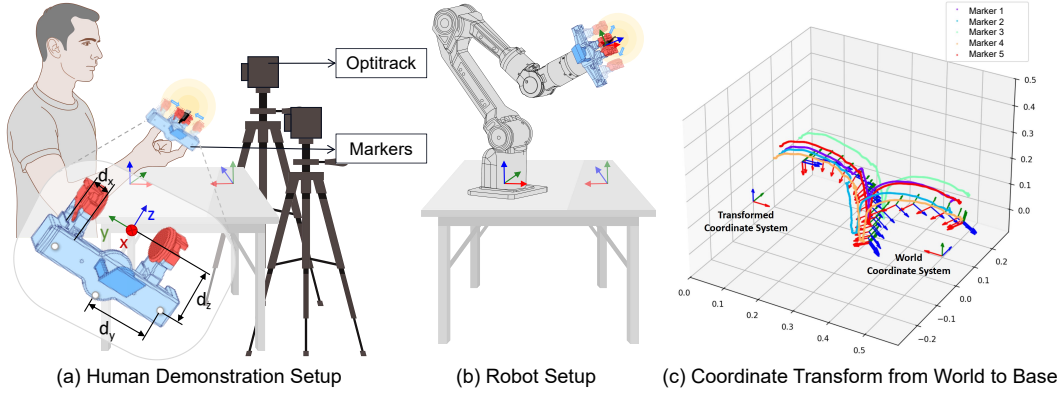 Optitrack
Markers
d_x
z
y
x
d_z
d_y
(a) Human Demonstration Setup
(b) Robot Setup
Marker 1
Marker 2
Marker 3
Marker 4
Marker 5
0.5
0.4
0.3
0.2
0.1
0.0
Transformed
Coordinate System
World
Coordinate System
0.0
0.1
0.2
0.3
0.4
0.5
−0.2
−0.1
0.0
0.1
0.2
(c) Coordinate Transform from World to Base